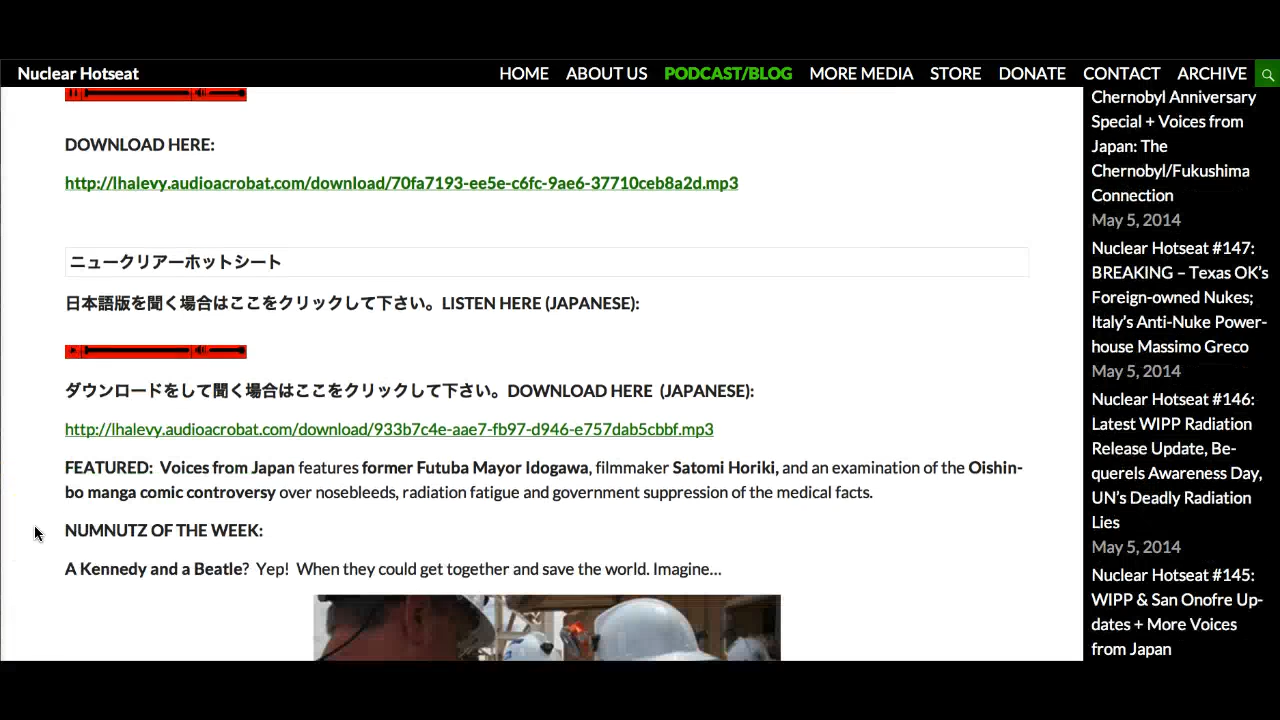 Nuclear Hotseat
HOME ABOUT US PODCAST/BLOG MORE MEDIA STORE DONATE CONTACT ARCHIVE
DOWNLOAD HERE:
http://lhalevy.audioacrobat.com/download/70fa7193-ee5e-c6fc-9ae6-37710ceb8a2d.mp3
ニュークリアーホットシート
日本語版を聞く場合はここをクリックして下さい。LISTEN HERE (JAPANESE):
ダウンロードをして聞く場合はここをクリックして下さい。DOWNLOAD HERE (JAPANESE):
http://lhalevy.audioacrobat.com/download/933b7c4e-aae7-fb97-d946-e757dab5cbbf.mp3
FEATURED: Voices from Japan features former Futuba Mayor Idogawa, filmmaker Satomi Horiki, and an examination of the Oishin-
bo manga comic controversy over nosebleeds, radiation fatigue and government suppression of the medical facts.
NUMNUTZ OF THE WEEK:
A Kennedy and a Beatle? Yep! When they could get together and save the world. Imagine...
Chernobyl Anniversary
Special + Voices from
Japan: The
Chernobyl/Fukushima
Connection
May 5, 2014
Nuclear Hotseat #147:
BREAKING – Texas OK's
Foreign-owned Nukes;
Italy's Anti-Nuke Power-
house Massimo Greco
May 5, 2014
Nuclear Hotseat #146:
Latest WIPP Radiation
Release Update, Be-
querels Awareness Day,
UN's Deadly Radiation
Lies
May 5, 2014
Nuclear Hotseat #145:
WIPP & San Onofre Up-
dates + More Voices
from Japan